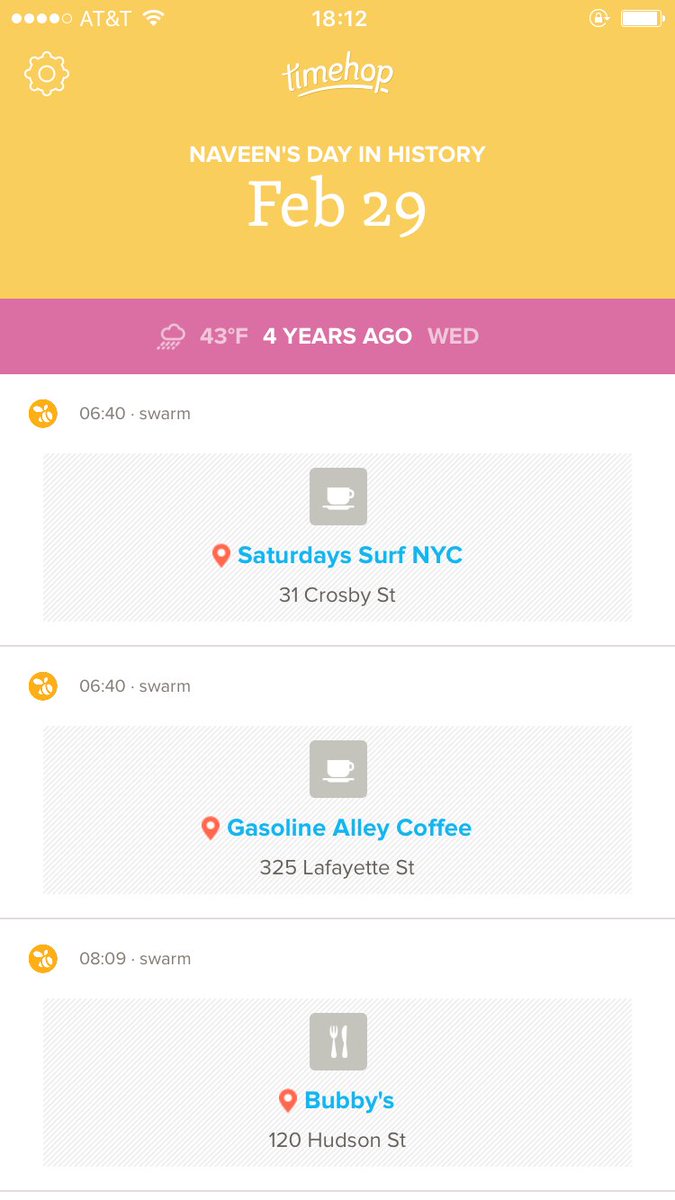 AT&T 18:12
timehop
NAVEEN'S DAY IN HISTORY
Feb 29
43°F 4 YEARS AGO WED
06:40 · swarm
Saturdays Surf NYC
31 Crosby St
06:40 · swarm
Gasoline Alley Coffee
325 Lafayette St
08:09 · swarm
Bubby's
120 Hudson St